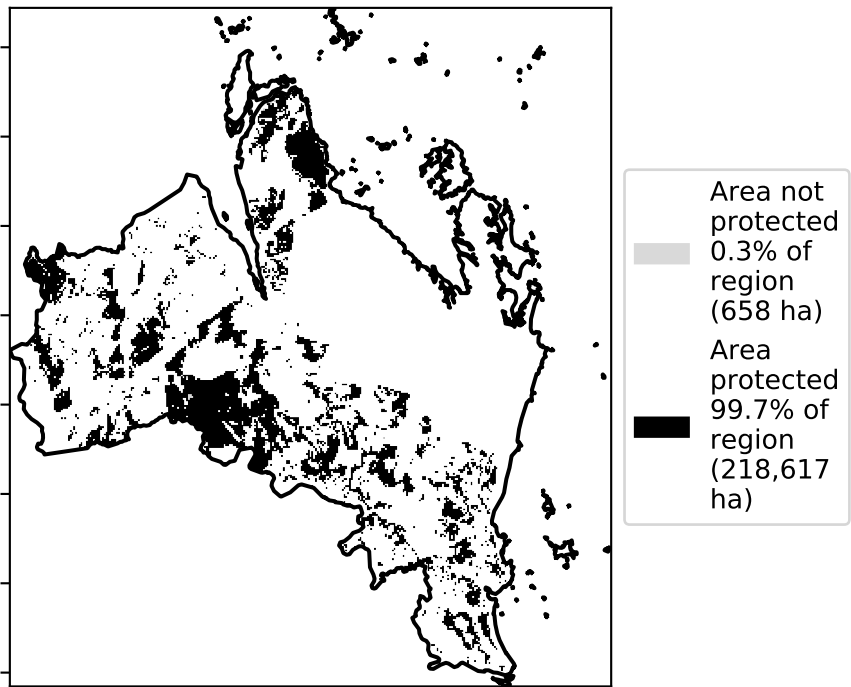 Area not
protected
0.3% of
region
(658 ha)
Area
protected
99.7% of
region
(218,617
ha)